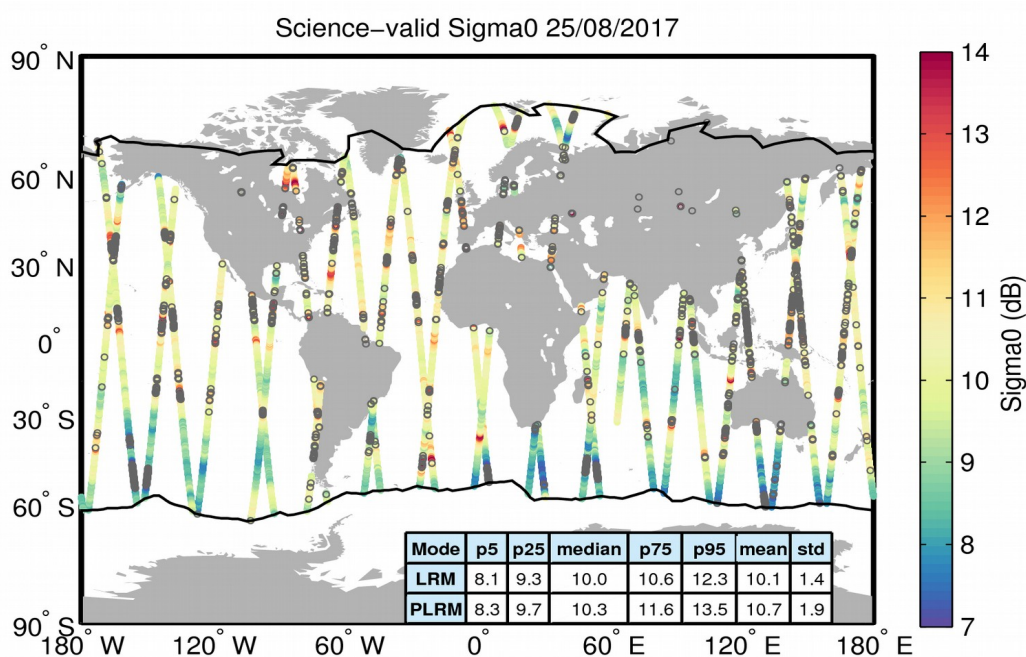 Science−valid Sigma0 25/08/2017
90° N
60° N
30° N
0°
30° S
60° S
90° S
180° W
120° W
60° W
0°
60° E
120° E
180° E
14
13
12
11
10
9
8
7
Sigma0 (dB)
Mode p5 p25 median p75 p95 mean std
LRM 8.1 9.3 10.0 10.6 12.3 10.1 1.4
PLRM 8.3 9.7 10.3 11.6 13.5 10.7 1.9